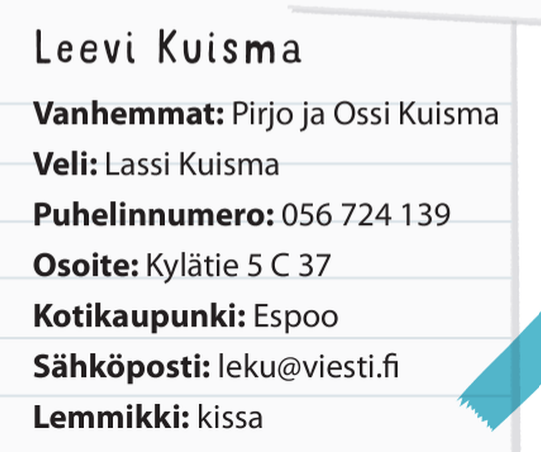 Leevi Kuisma
Vanhemmat: Pirjo ja Ossi Kuisma
Veli: Lassi Kuisma
Puhelinnumero: 056 724 139
Osoite: Kylätie 5 C 37
Kotikaupunki: Espoo
Sähköposti: leku@viesti.fi
Lemmikki: kissa